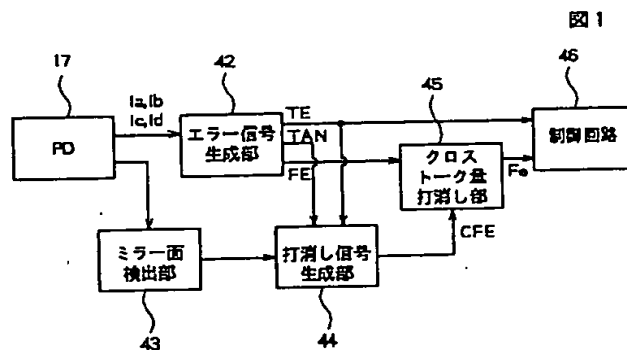 図1
17
42
45
46
Ia,Ib
Ic,Id
PD
エラー信号
生成部
TE
TAN
FE
クロス
トーク量
打消し部
Fe
制御回路
ミラー面
検出部
打消し信号
生成部
CFE
43
44